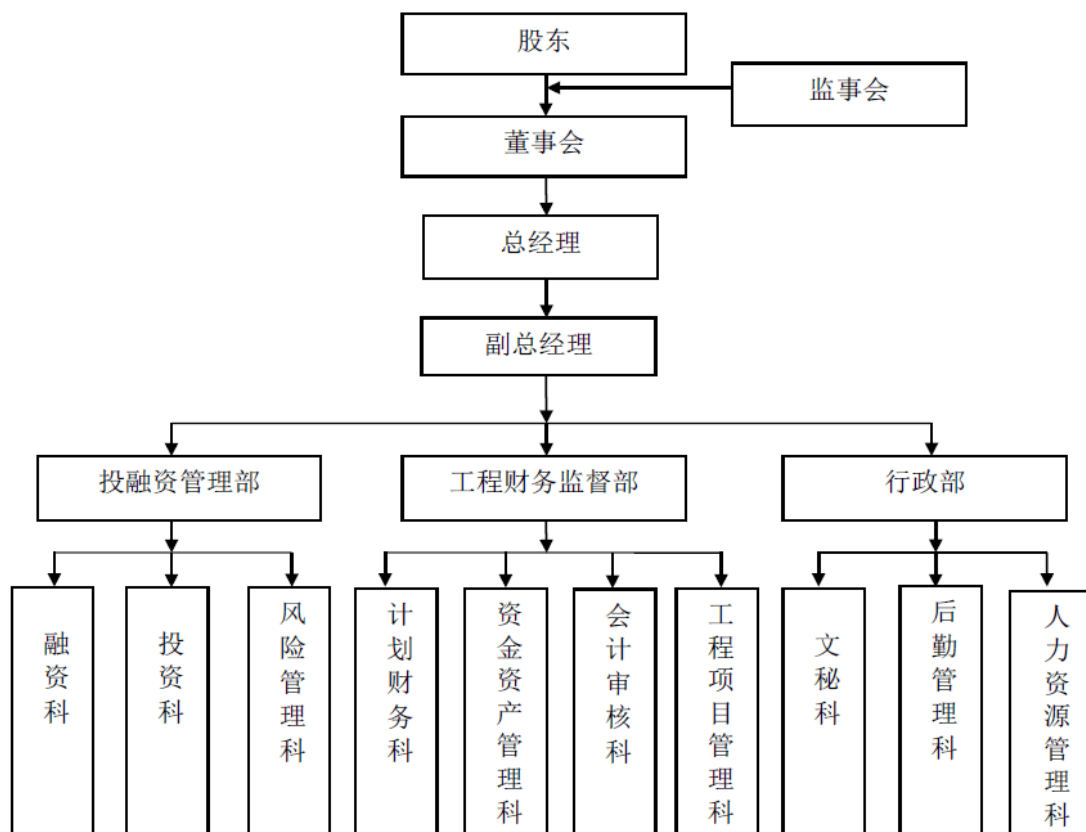 股东
监事会
董事会
总经理
副总经理
投融资管理部
工程财务监督部
行政部
融资科
投资科
风险管理科
计划财务科
资金资产管理科
会计审核科
工程项目管理科
文秘科
后勤管理科
人力资源管理科